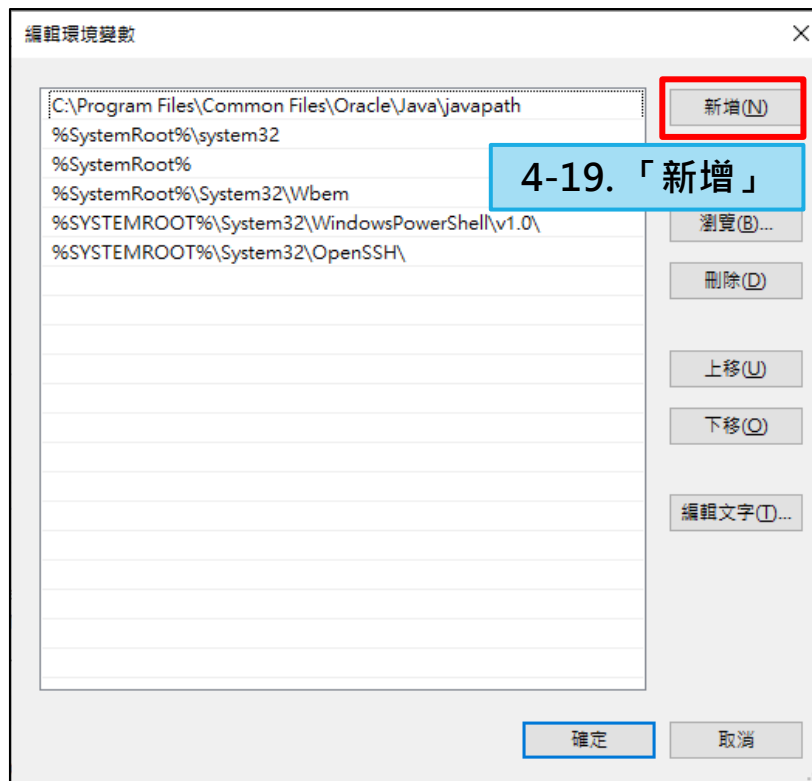 編輯環境變數
C:\Program Files\Common Files\Oracle\Java\javapath
新增(N)
%SystemRoot%\system32
%SystemRoot%
4-19.「新增」
%SystemRoot%\System32\Wbem
%SYSTEMROOT%\System32\WindowsPowerShell\v1.0\
瀏覽(B)...
%SYSTEMROOT%\System32\OpenSSH\
刪除(D)
上移(U)
下移(O)
編輯文字(T)...
確定
取消